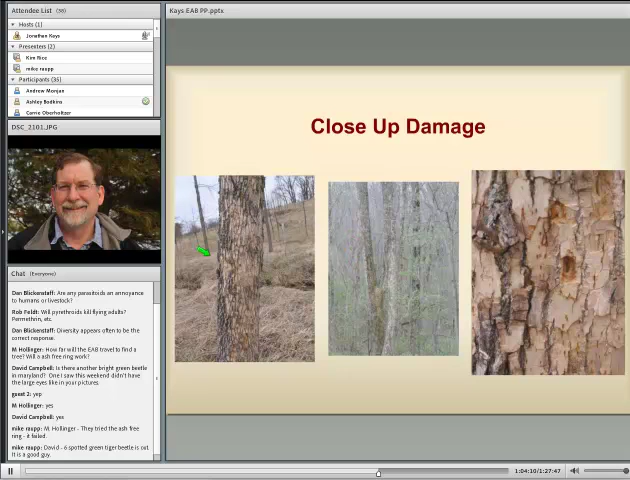 Attendee List (38)
Hosts (1)
Jonathan Kays
Presenters (2)
Kim Rice
mike raupp
Participants (35)
Andrew Monjan
Ashley Bodkins
Carrie Oberholtzer
DSC_2101.JPG
Chat (Everyone)
Dan Blickenstaff: Are any parasitoids an annoyance
to humans or livestock?
Rob Feldt: Will pyrethroids kill flying adults?
Permethrin, etc.
Dan Blickenstaff: Diversity appears often to be the
correct response.
M Hollinger: How far will the EAB travel to find a
tree? Will a ash free ring work?
David Campbell: Is there another bright green beetle
in maryland? One I saw this weekend didn't have
the large eyes like in your pictures.
guest 2: yep
M Hollinger: yes
David Campbell: yes
mike raupp: M. Hollinger - They tried the ash free
ring - it failed.
mike raupp: David - 6 spotted green tiger beetle is out
It is a good guy.
Kays EAB PP.pptx
Close Up Damage
1:04:10/1:27:47